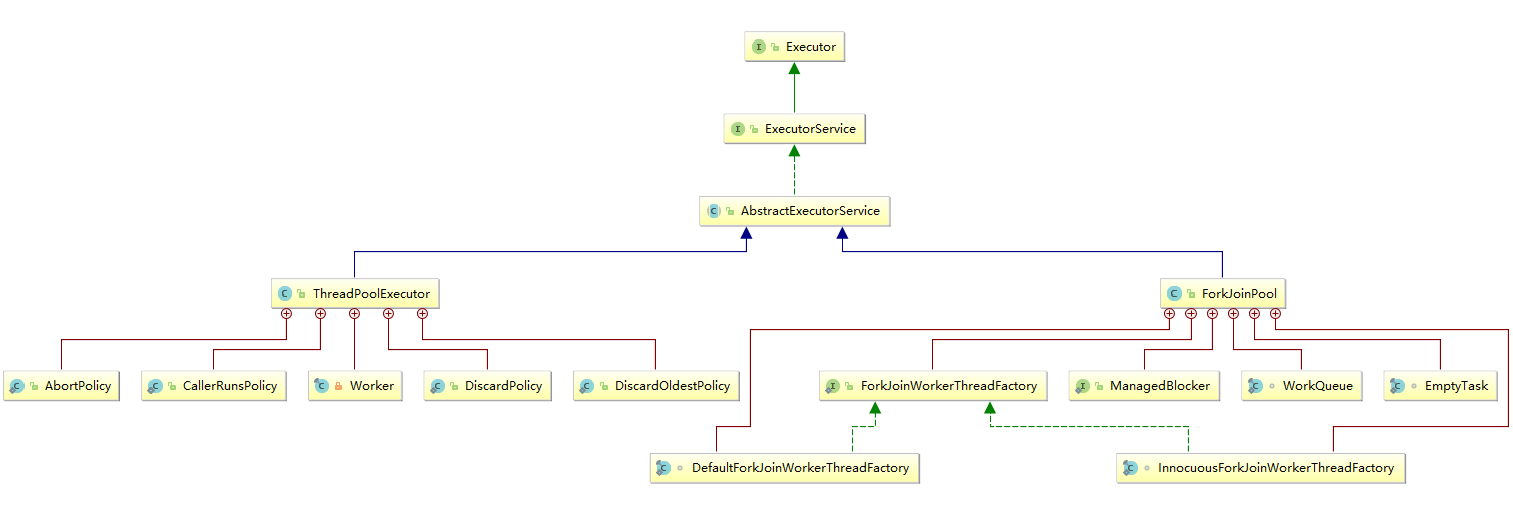 Executor
ExecutorService
AbstractExecutorService
ThreadPoolExecutor
ForkJoinPool
AbortPolicy
CallerRunsPolicy
Worker
DiscardPolicy
DiscardOldestPolicy
ForkJoinWorkerThreadFactory
ManagedBlocker
WorkQueue
EmptyTask
DefaultForkJoinWorkerThreadFactory
InnocuousForkJoinWorkerThreadFactory